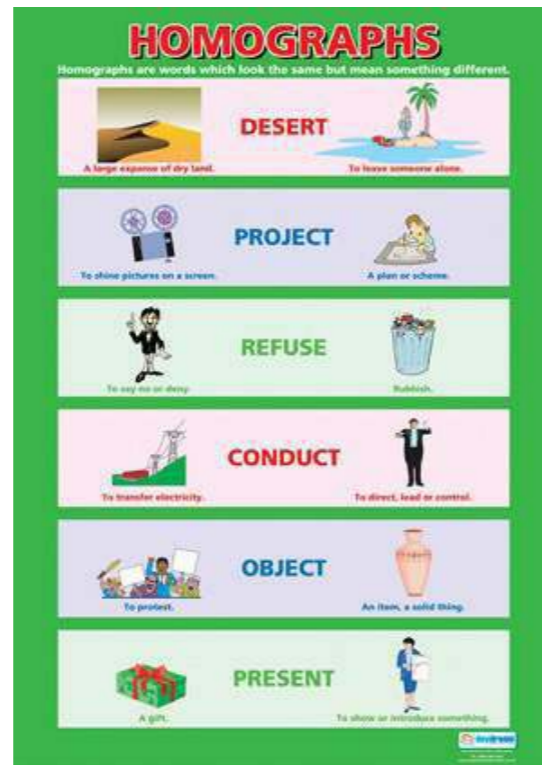 HOMOGRAPHS
Homographs are words which look the same but mean something different.
DESERT
A large expanse of dry land.
To leave someone alone.
PROJECT
To shine pictures on a screen.
A plan or scheme.
REFUSE
To say no or deny.
Rubbish.
CONDUCT
To transfer electricity.
To direct, lead or control.
OBJECT
To protest.
An item, a solid thing.
PRESENT
A gift.
To show or introduce something.